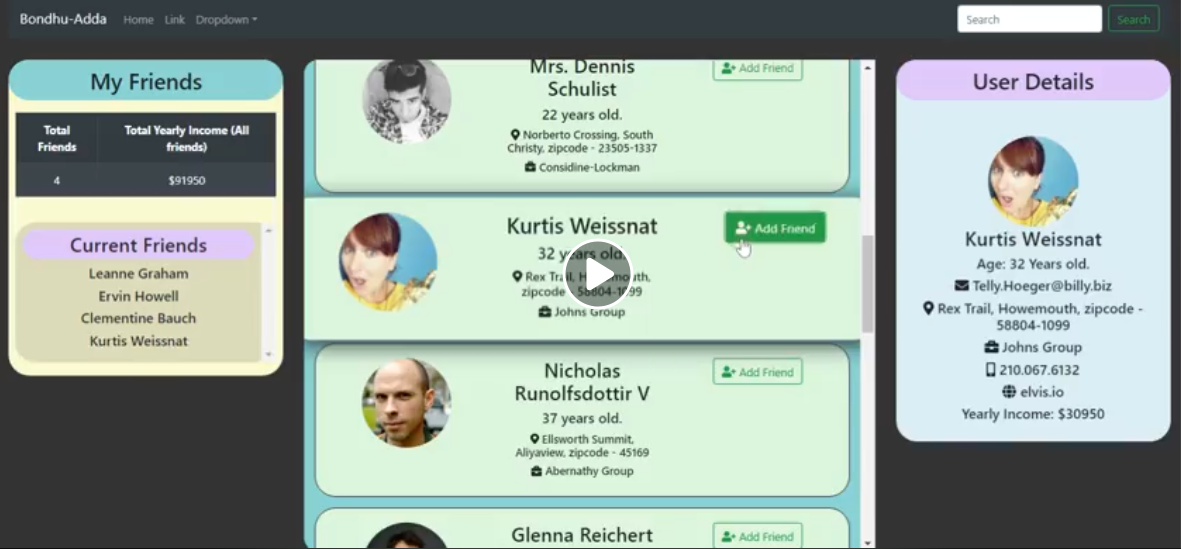 Bondhu-Adda Home Link Dropdown Search Search
My Friends
Total Friends
Total Yearly Income (All friends)
4 $91950
Current Friends
Leanne Graham
Ervin Howell
Clementine Bauch
Kurtis Weissnat
Mrs. Dennis
Schulist
Add Friend
22 years old.
Norberto Crossing, South
Christy, zipcode - 23505-1337
Considine-Lockman
Kurtis Weissnat
Add Friend
32 years old.
Rex Trail, Howemouth,
zipcode - 58804-1099
Johns Group
Nicholas
Runolfsdottir V
Add Friend
37 years old.
Ellsworth Summit,
Aliyaview, zipcode - 45169
Abernathy Group
Glenna Reichert
Add Friend
User Details
Kurtis Weissnat
Age: 32 Years old.
Telly.Hoeger@billy.biz
Rex Trail, Howemouth, zipcode -
58804-1099
Johns Group
210.067.6132
elvis.io
Yearly Income: $30950